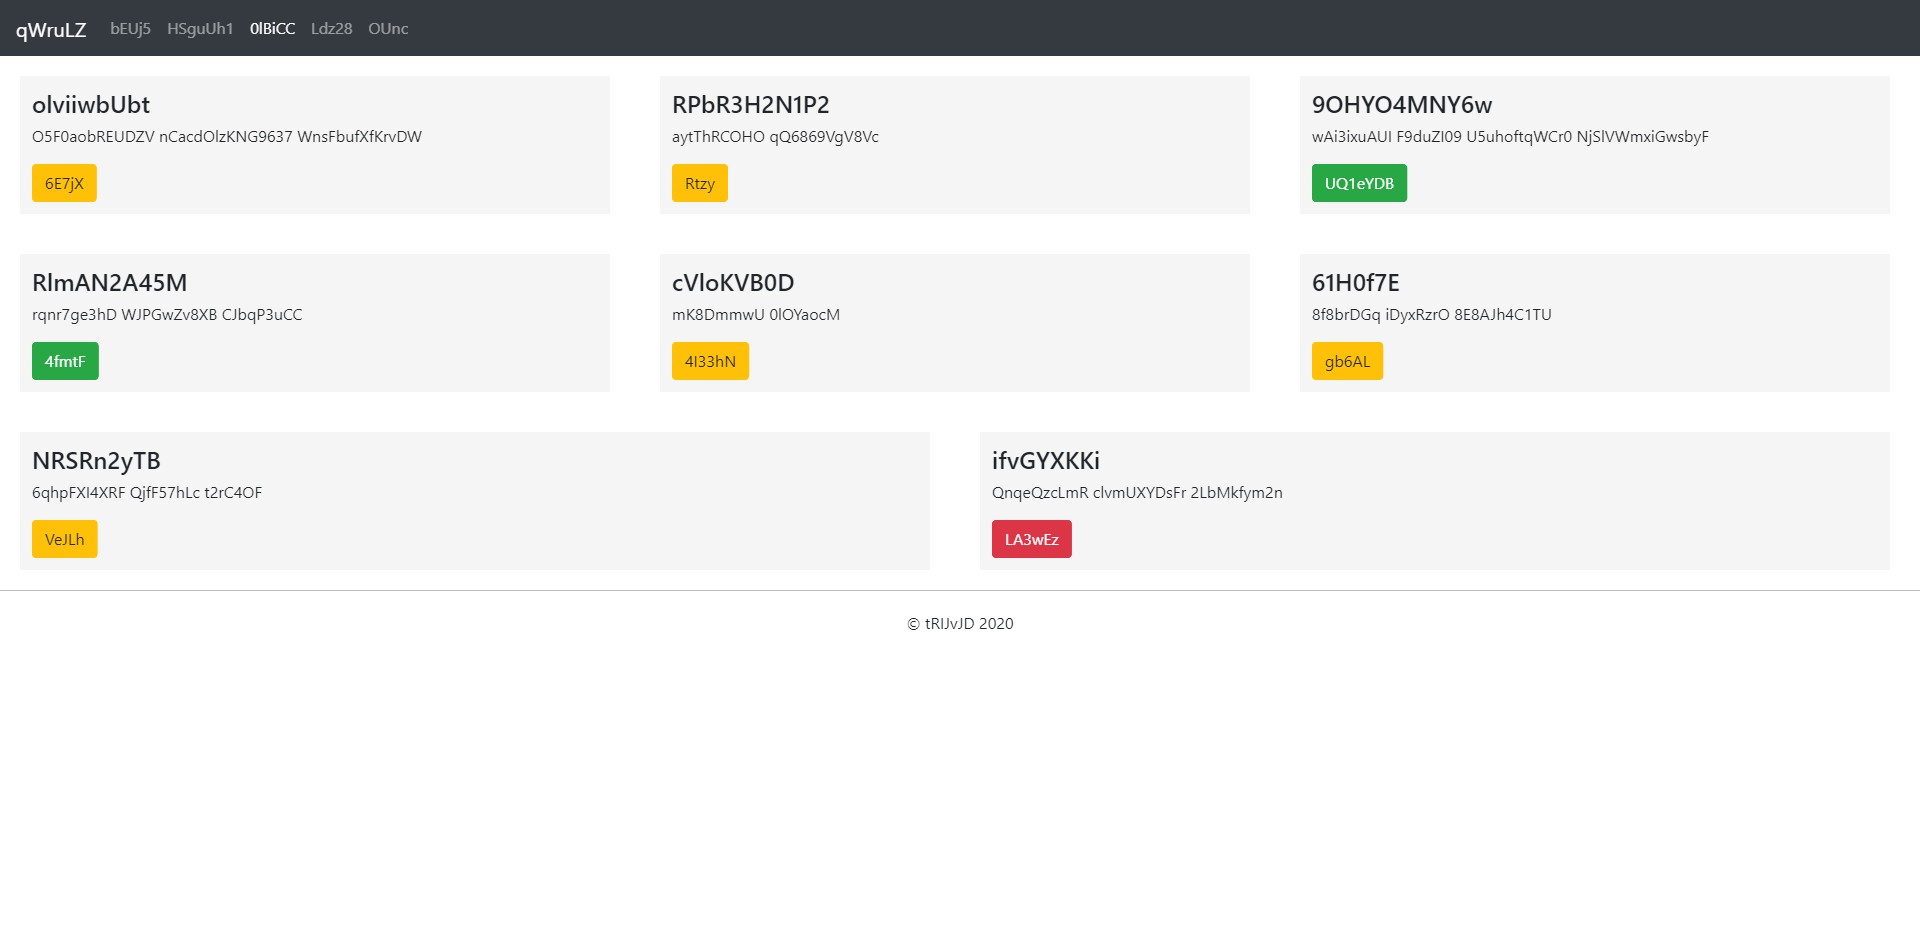 qWruLZ bEUj5 HSguUh1 0lBiCC Ldz28 OUnc
olviiwbUbt
O5F0aobREUDZV nCacdOlzKNG9637 WnsFbufXfKrvDW
6E7jX
RPbR3H2N1P2
aytThRCOHO qQ6869VgV8Vc
Rtzy
9OHYO4MNY6w
wAi3ixuAUI F9duZI09 U5uhoftqWCr0 NjSlVWmxiGwsbyF
UQ1eYDB
RlmAN2A45M
rqnr7ge3hD WJPGwZv8XB CJbqP3uCC
4fmtF
cVloKVB0D
mK8DmmwU 0lOYaocM
4I33hN
61H0f7E
8f8brDGq iDyxRzrO 8E8AJh4C1TU
gb6AL
NRSRn2yTB
6qhpFXI4XRF QjfF57hLc t2rC4OF
VeJLh
ifvGYXKKi
QnqeQzcLmR clvmUXYDsFr 2LbMkfym2n
LA3wEz
© tRIJvJD 2020